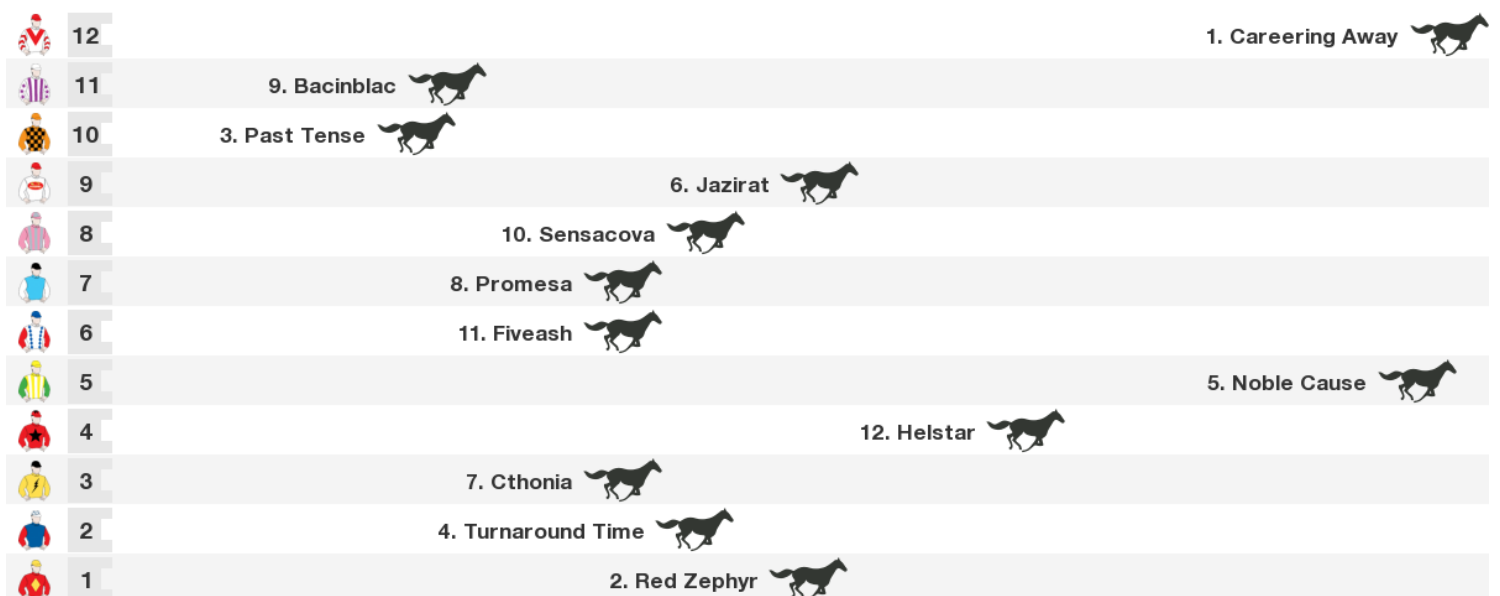 12 1. Careering Away
11 9. Bacinblac
10 3. Past Tense
9 6. Jazirat
8 10. Sensacova
7 8. Promesa
6 11. Fiveash
5 5. Noble Cause
4 12. Helstar
3 7. Cthonia
2 4. Turnaround Time
1 2. Red Zephyr